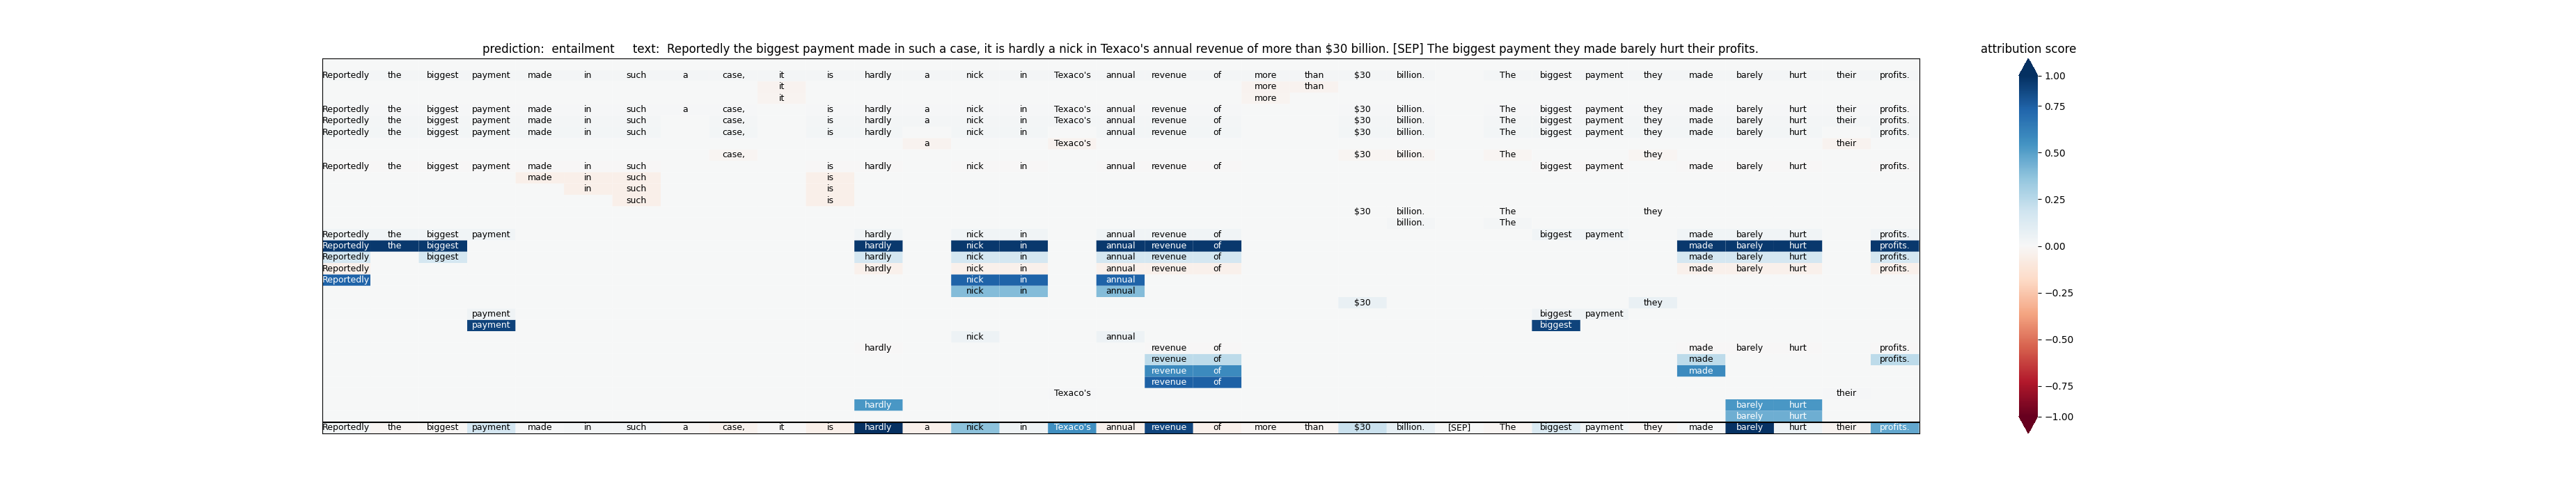 prediction:  entailment     text:  Reportedly the biggest payment made in such a case, it is hardly a nick in Texaco's annual revenue of more than $30 billion. [SEP] The biggest payment they made barely hurt their profits.
attribution score
Reportedly the biggest payment made in such a case, it is hardly a nick in Texaco's annual revenue of more than $30 billion. The biggest payment they made barely hurt their profits.
it more than
it more
Reportedly the biggest payment made in such a case, is hardly a nick in Texaco's annual revenue of $30 billion. The biggest payment they made barely hurt their profits.
Reportedly the biggest payment made in such case, is hardly a nick in Texaco's annual revenue of $30 billion. The biggest payment they made barely hurt their profits.
Reportedly the biggest payment made in such case, is hardly nick in annual revenue of $30 billion. The biggest payment they made barely hurt profits.
a Texaco's their
case, $30 billion. The they
Reportedly the biggest payment made in such is hardly nick in annual revenue of biggest payment made barely hurt profits.
made in such is
in such is
such is
$30 billion. The they
billion. The
Reportedly the biggest payment hardly nick in annual revenue of biggest payment made barely hurt profits.
Reportedly the biggest hardly nick in annual revenue of made barely hurt profits.
Reportedly biggest hardly nick in annual revenue of made barely hurt profits.
Reportedly hardly nick in annual revenue of made barely hurt profits.
Reportedly nick in annual
nick in annual
$30 they
payment biggest payment
payment biggest
nick annual
hardly revenue of made barely hurt profits.
revenue of made profits.
revenue of made
revenue of
Texaco's their
hardly barely hurt
barely hurt
Reportedly the biggest payment made in such a case, it is hardly a nick in Texaco's annual revenue of more than $30 billion. [SEP] The biggest payment they made barely hurt their profits.
1.00
0.75
0.50
0.25
0.00
−0.25
−0.50
−0.75
−1.00